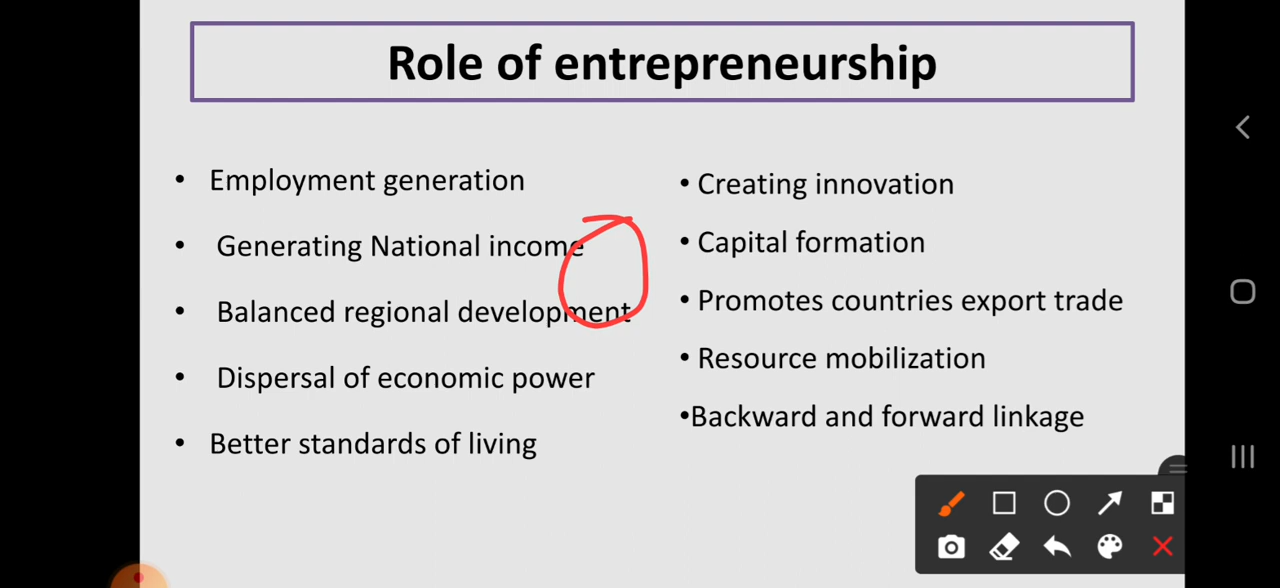 Role of entrepreneurship
• Employment generation
• Generating National income
• Balanced regional development
• Dispersal of economic power
• Better standards of living
• Creating innovation
• Capital formation
• Promotes countries export trade
• Resource mobilization
•Backward and forward linkage